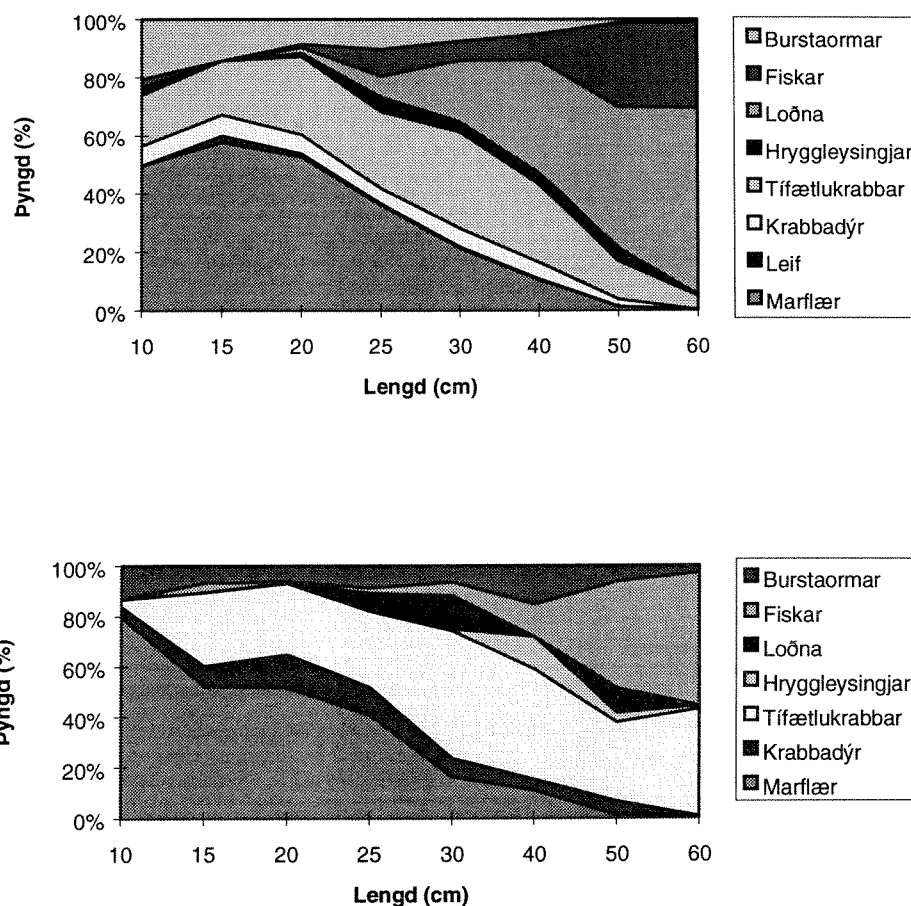 100%
80%
60%
40%
20%
0%
Þyngd (%)
10 15 20 25 30 40 50 60
Lengd (cm)
Burstaormar
Fiskar
Loðna
Hryggleysingjar
Tífætlukrabbar
Krabbadýr
Leif
Marflær
100%
80%
60%
40%
20%
0%
Þyngd (%)
10 15 20 25 30 40 50 60
Lengd (cm)
Burstaormar
Fiskar
Loðna
Hryggleysingjar
Tífætlukrabbar
Krabbadýr
Marflær